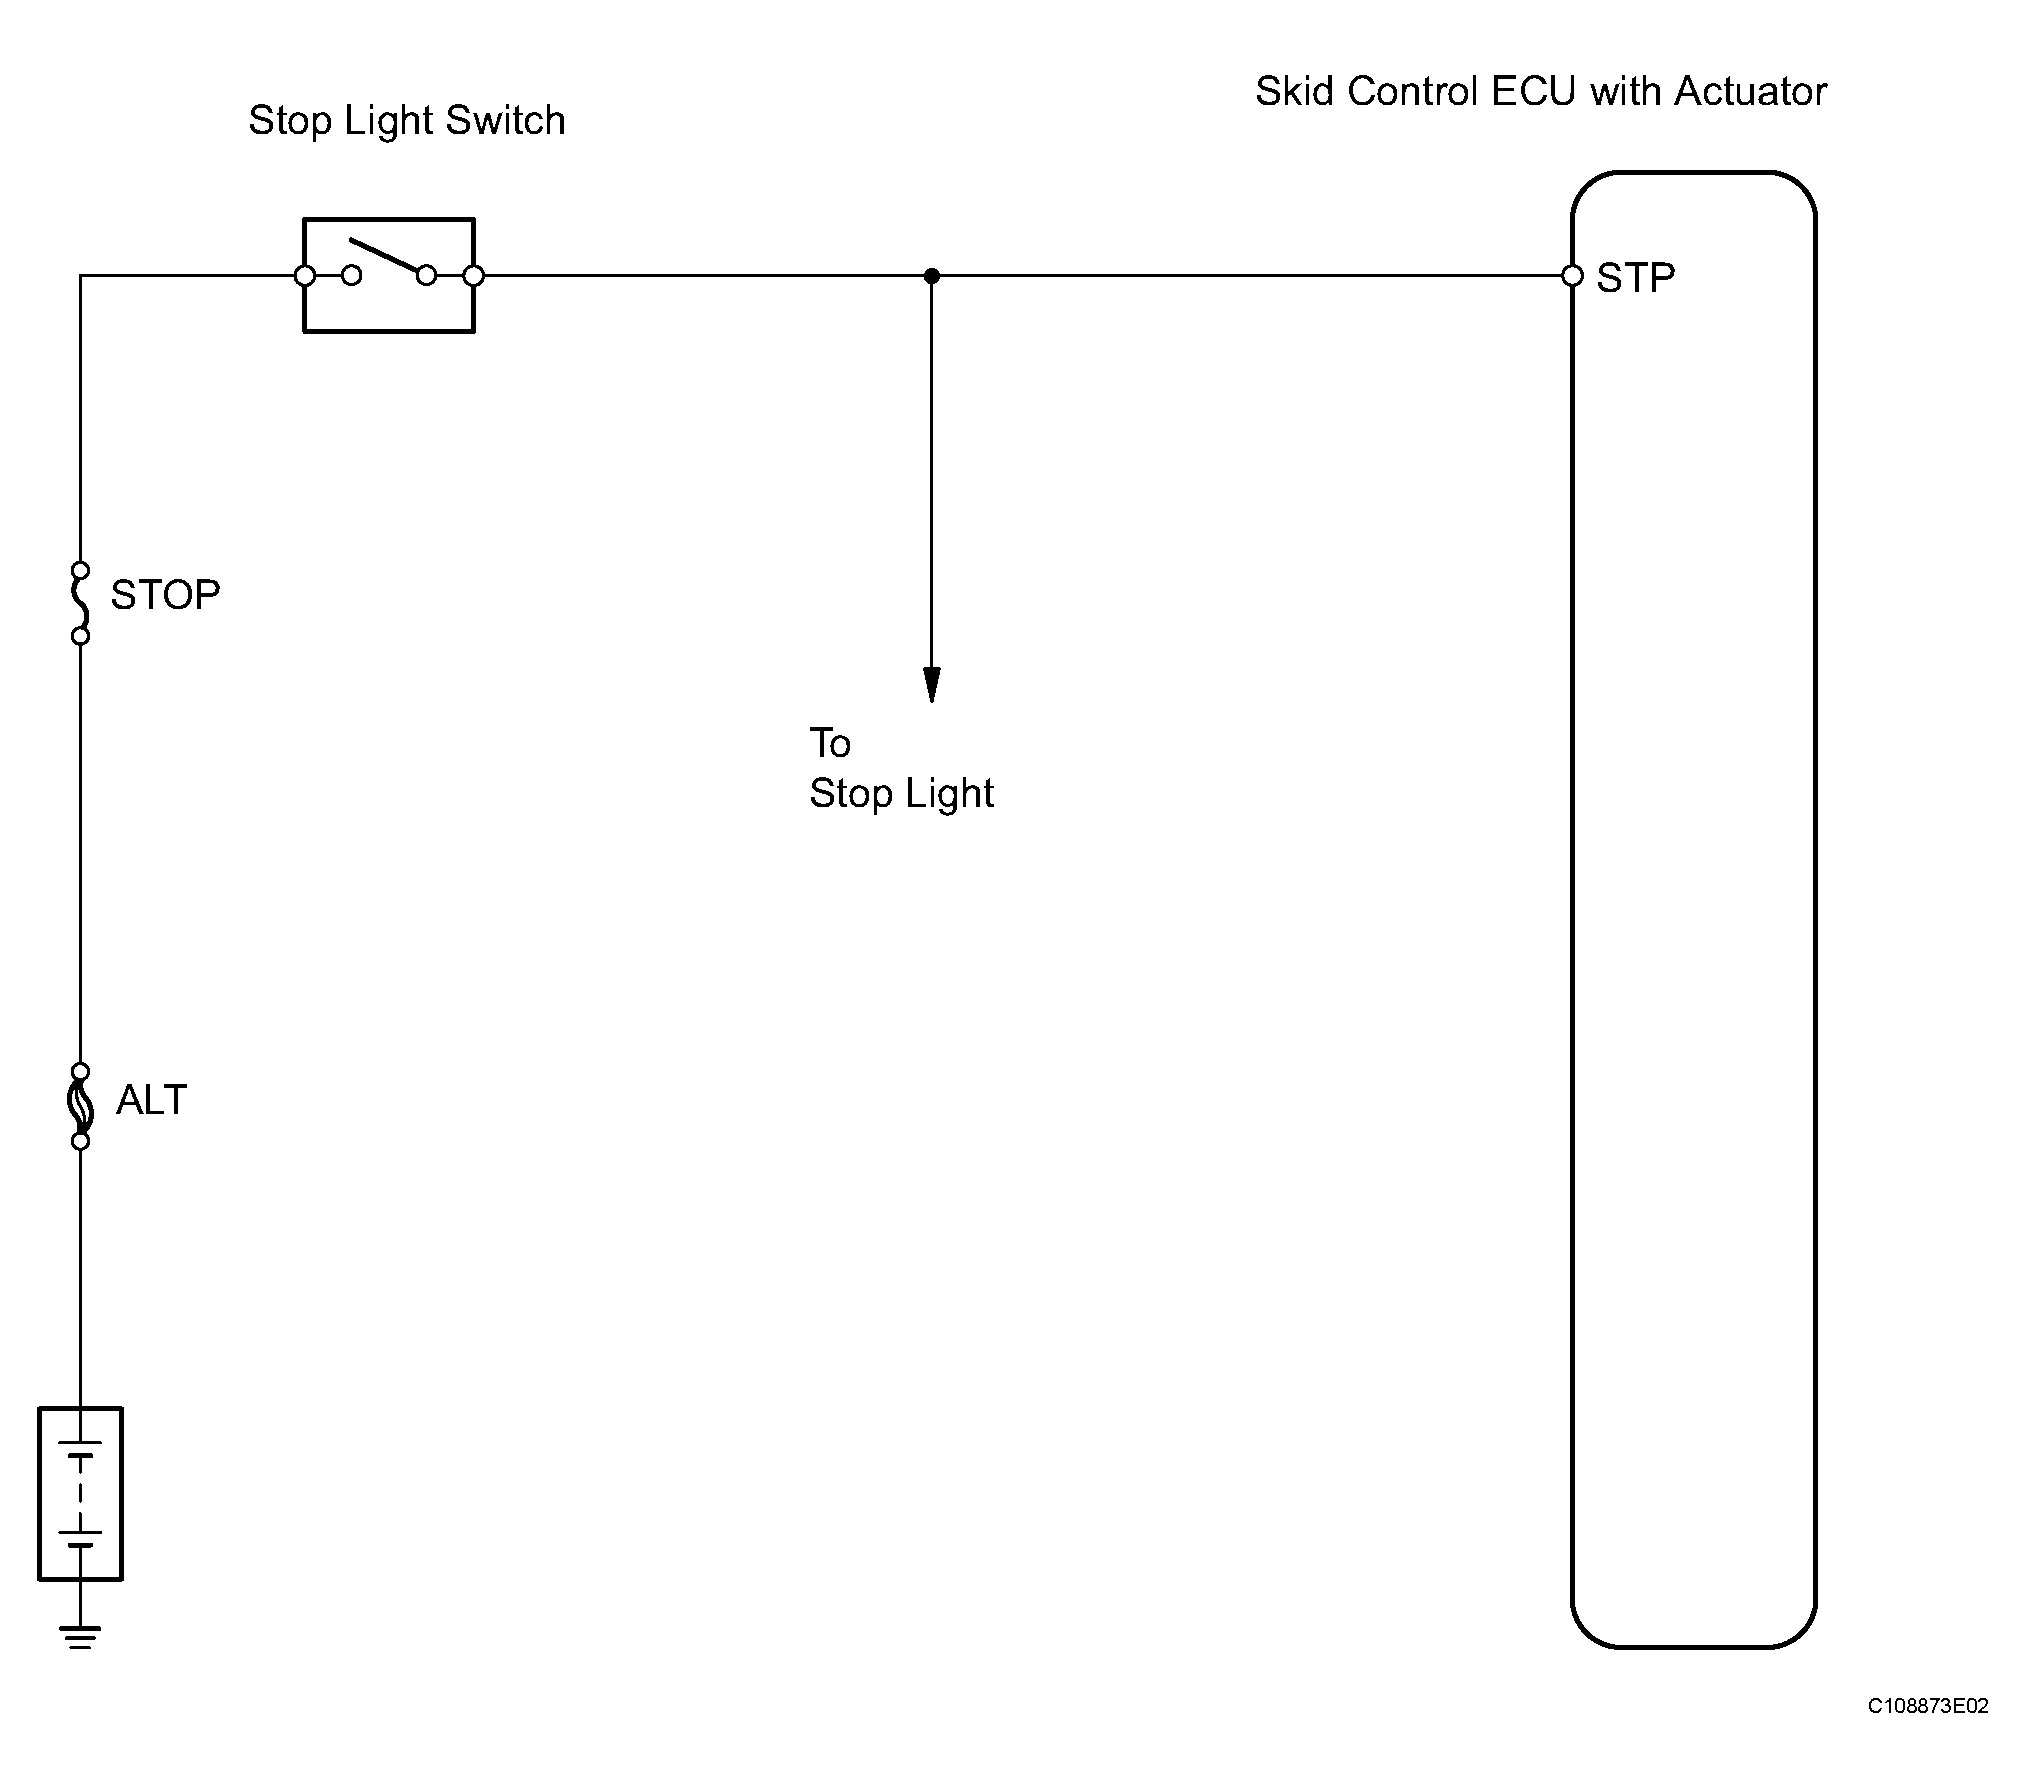 Skid Control ECU with Actuator
Stop Light Switch
STP
STOP
To
Stop Light
ALT
C108873E02